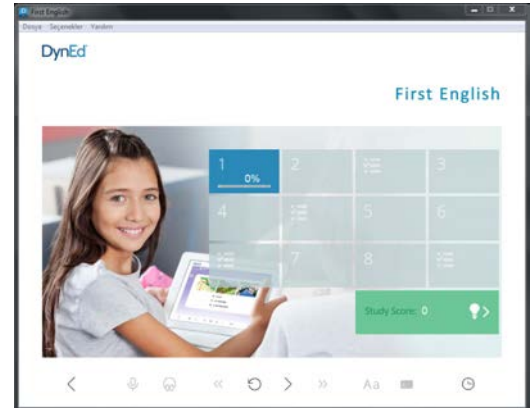 First English
Dosya Seçenekler Yardım
DynEd
First English
1 2 3
0%
4 5 6
7 8
Study Score: 0
Aa